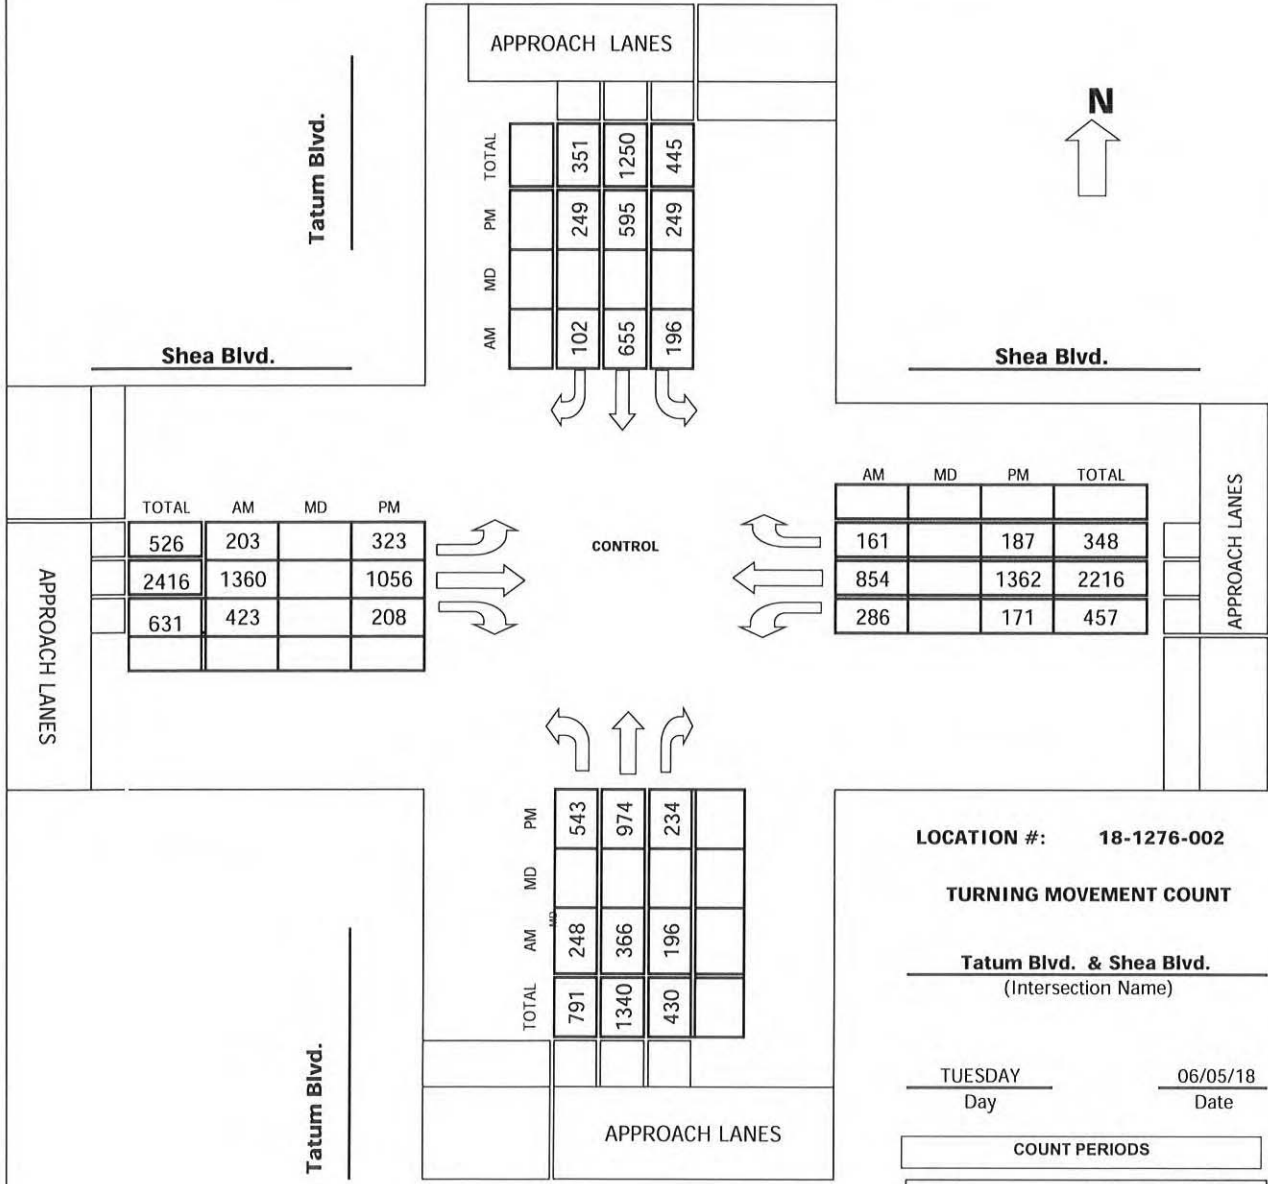 APPROACH LANES
N
Tatum Blvd.
TOTAL 351 1250 445
PM 249 595 249
MD
AM 102 655 196
Shea Blvd.
Shea Blvd.
AM MD PM TOTAL
161 187 348
854 1362 2216
286 171 457
APPROACH LANES
TOTAL AM MD PM
526 203 323
2416 1360 1056
631 423 208
APPROACH LANES
CONTROL
PM 543 974 234
MD
MD
AM 248 366 196
TOTAL 791 1340 430
Tatum Blvd.
APPROACH LANES
LOCATION #: 18-1276-002
TURNING MOVEMENT COUNT
Tatum Blvd. & Shea Blvd.
(Intersection Name)
TUESDAY 06/05/18
Day Date
COUNT PERIODS